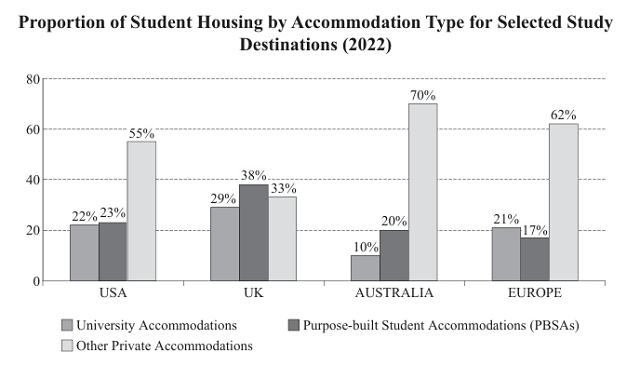 Proportion of Student Housing by Accommodation Type for Selected Study
Destinations (2022)
80
60
40
20
0
22% 23% 55%
29% 38% 33%
10% 20% 70%
21% 17% 62%
USA UK AUSTRALIA EUROPE
University Accommodations Purpose-built Student Accommodations (PBSAs)
Other Private Accommodations